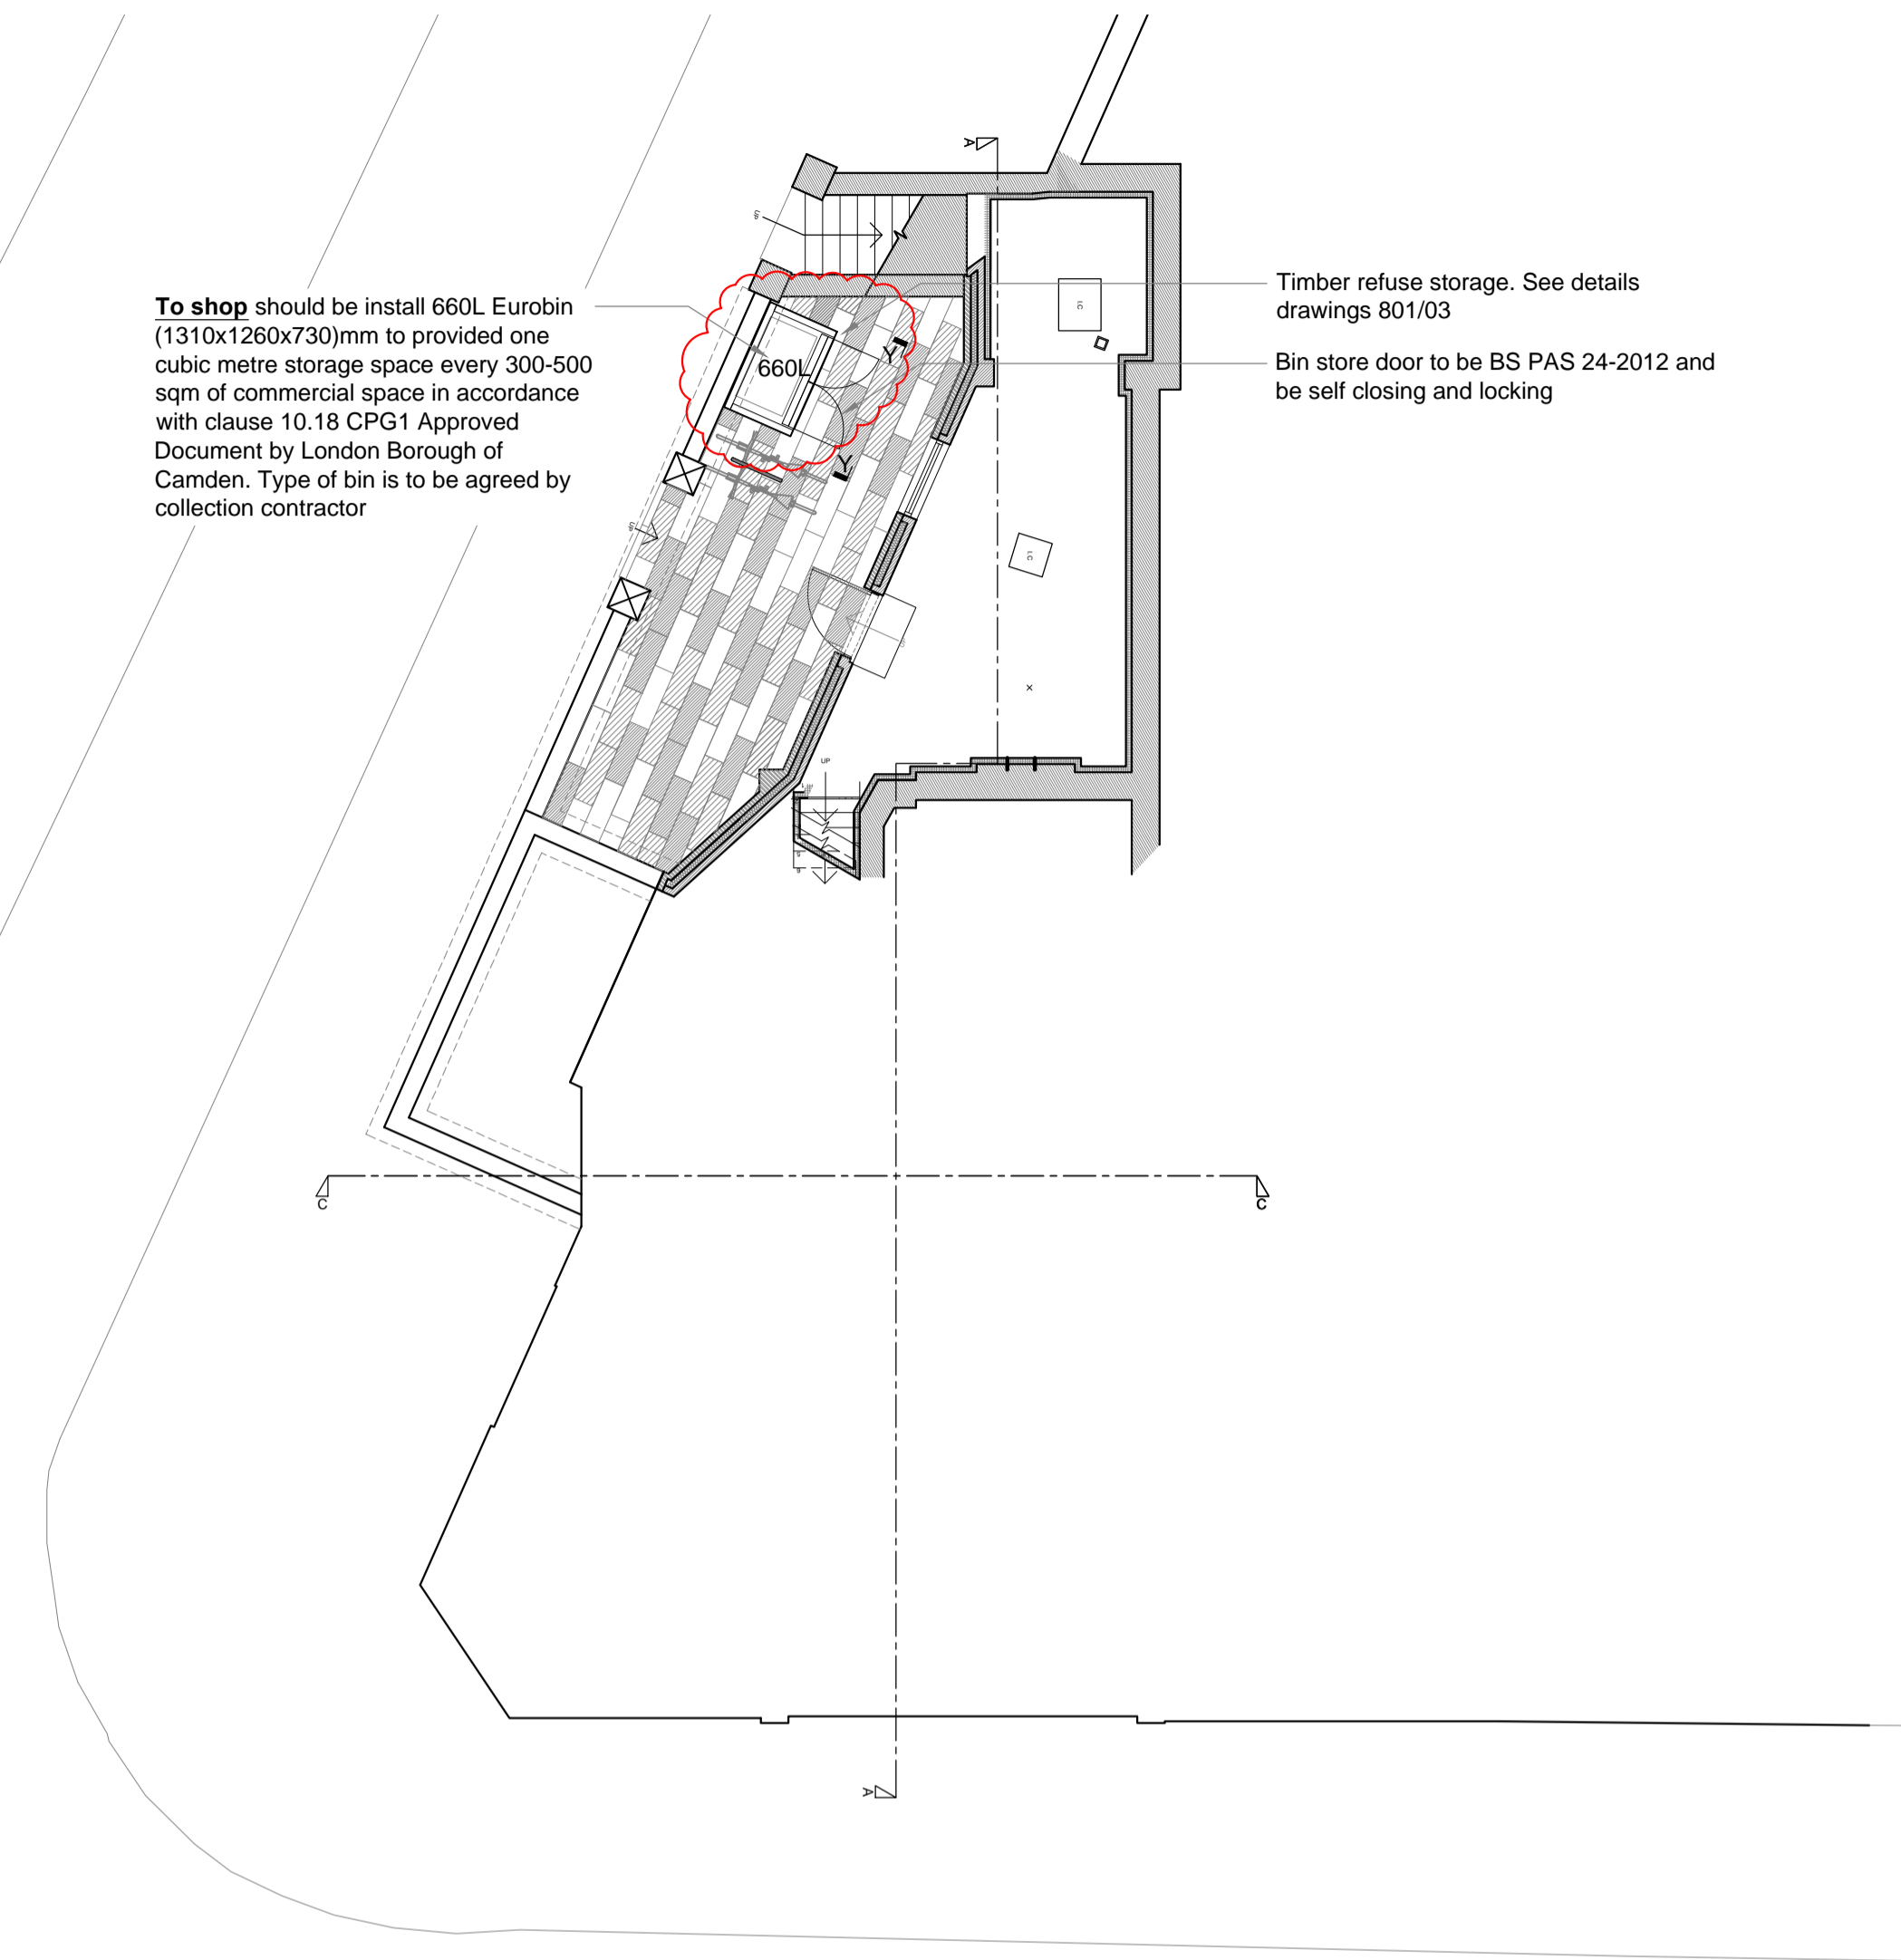 A
UP
To shop should be install 660L Eurobin
(1310x1260x730)mm to provided one
cubic metre storage space every 300-500
sqm of commercial space in accordance
with clause 10.18 CPG1 Approved
Document by London Borough of
Camden. Type of bin is to be agreed by
collection contractor
Timber refuse storage. See details
drawings 801/03
Bin store door to be BS PAS 24-2012 and
be self closing and locking
I.C
660L
Y
Y
UP
I.C
UP
C
C
A